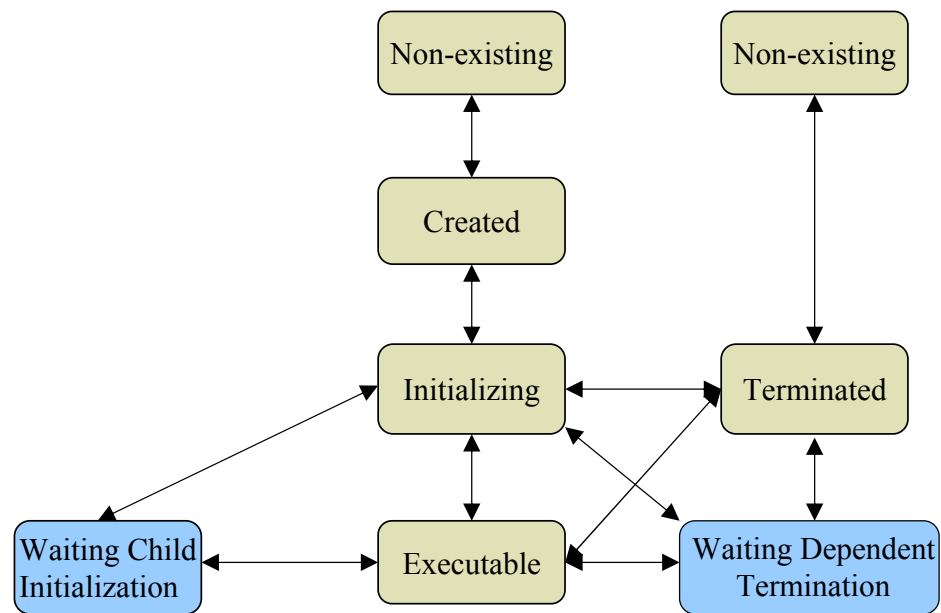 Non-existing
Non-existing
Created
Initializing
Terminated
Waiting Child
Initialization
Executable
Waiting Dependent
Termination